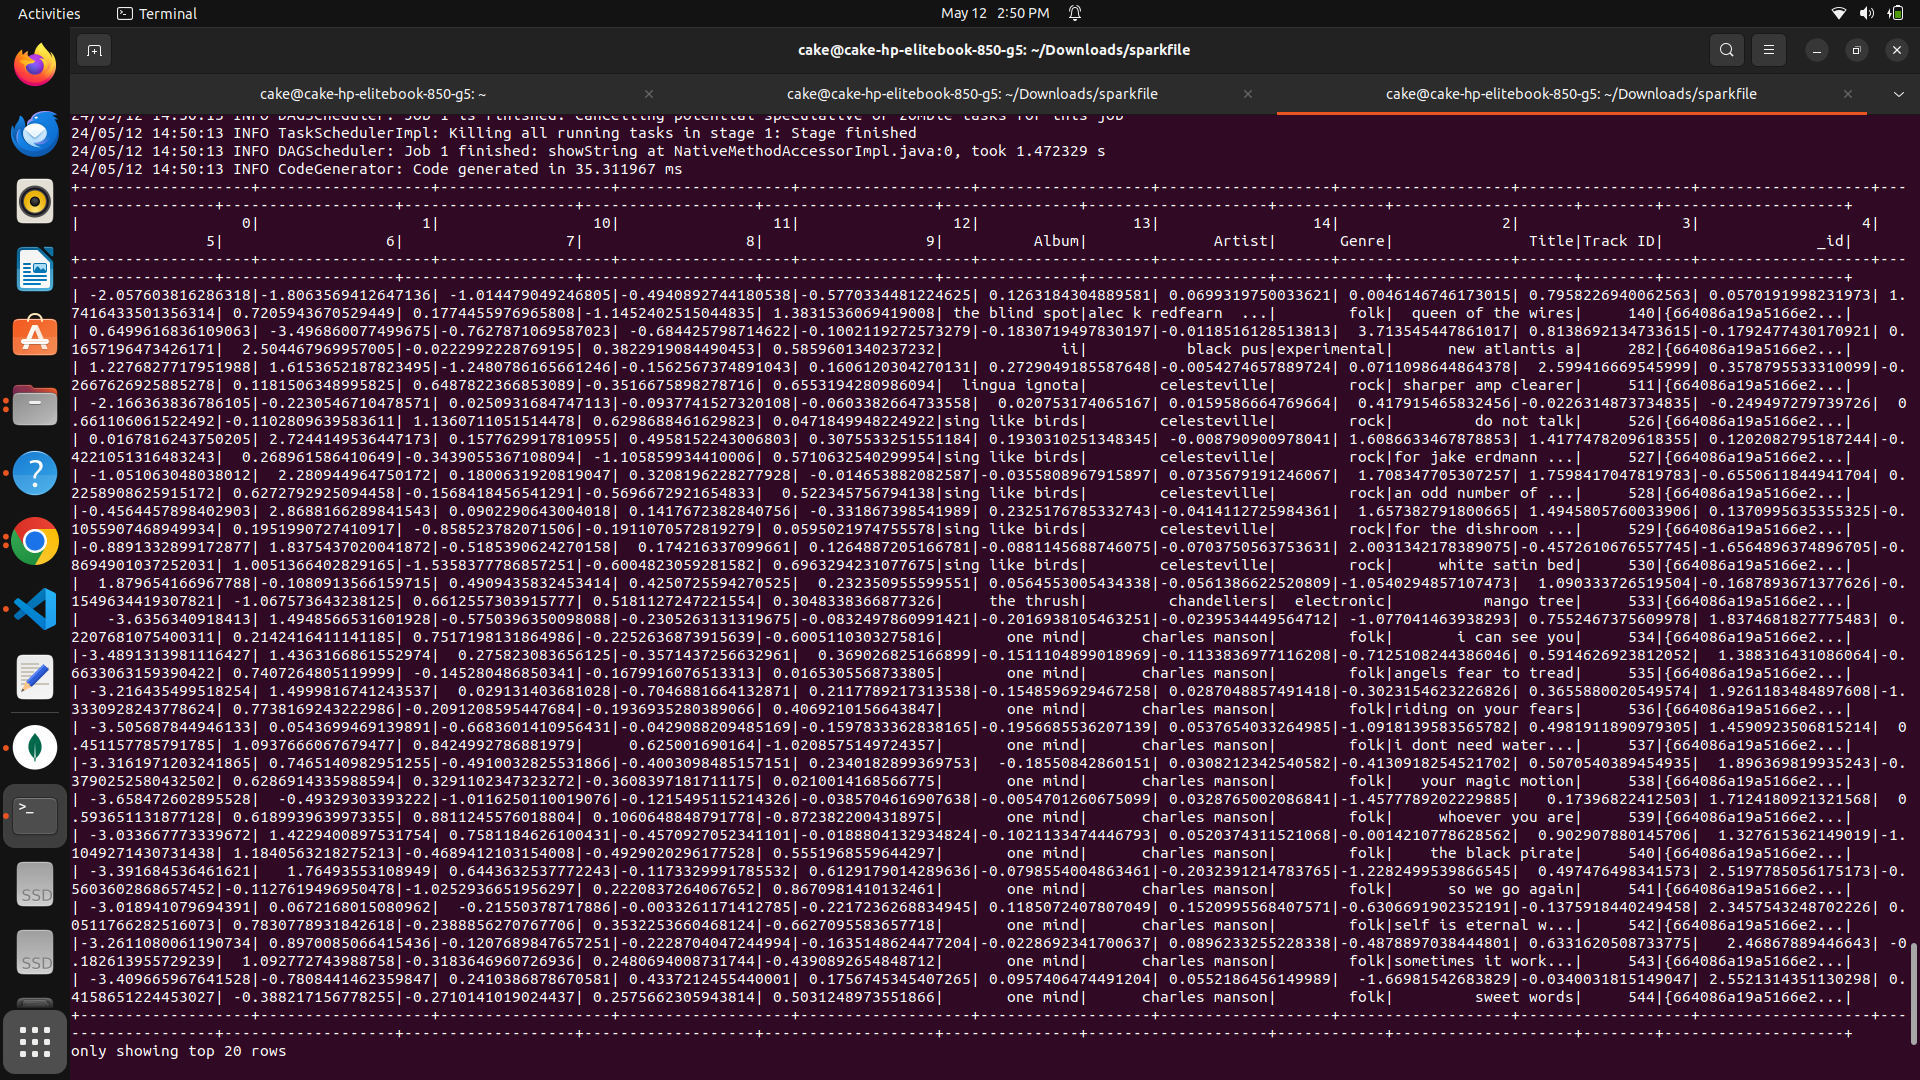 Activities
Terminal
May 12 2:50 PM
cake@cake-hp-elitebook-850-g5: ~/Downloads/sparkfile
cake@cake-hp-elitebook-850-g5: ~
cake@cake-hp-elitebook-850-g5: ~/Downloads/sparkfile
cake@cake-hp-elitebook-850-g5: ~/Downloads/sparkfile
24/05/12 14:50:13 INFO DAGScheduler: Job 1 is finished. Cancelling potential speculative or zombie tasks for this job
24/05/12 14:50:13 INFO TaskSchedulerImpl: Killing all running tasks in stage 1: Stage finished
24/05/12 14:50:13 INFO DAGScheduler: Job 1 finished: showString at NativeMethodAccessorImpl.java:0, took 1.472329 s
24/05/12 14:50:13 INFO CodeGenerator: Code generated in 35.311967 ms
+-------------------+-------------------+-------------------+-------------------+-------------------+-------------------+-------------------+-------------------+-------------------+-------------------+---
----------------+-------------------+-------------------+-------------------+-------------------+---------------+--------------------+------------+--------------------+--------+--------------------+
| 0| 1| 10| 11| 12| 13| 14| 2| 3| 4|
5| 6| 7| 8| 9| Album| Artist| Genre| Title|Track ID| _id|
+-------------------+-------------------+-------------------+-------------------+-------------------+-------------------+-------------------+-------------------+-------------------+-------------------+---
----------------+-------------------+-------------------+-------------------+-------------------+---------------+--------------------+------------+--------------------+--------+--------------------+
| -2.057603816286318|-1.8063569412647136| -1.014479049246805|-0.4940892744180538|-0.5770334481224625| 0.1263184304889581| 0.0699319750033621| 0.0046146746173015| 0.7958226940062563| 0.0570191998231973| 1.
7416433501356314| 0.7205943670529449| 0.1774455976965808|-1.1452402515044835| 1.3831536069419008| the blind spot|alec k redfearn ...| folk| queen of the wires| 140|{664086a19a5166e2...|
| 0.6499616836109063| -3.496860077499675|-0.7627871069587023| -0.684425798714622|-0.1002119272573279|-0.1830719497830197|-0.0118516128513813| 3.713545447861017| 0.8138692134733615|-0.1792477430170921| 0.
1657196473426171| 2.504467969957005|-0.0222992228769195| 0.3822919084490453| 0.5859601340237232| ii| black pus|experimental| new atlantis a| 282|{664086a19a5166e2...|
| 1.2276827717951988| 1.6153652187823495|-1.2480786165661246|-0.1562567374891043| 0.1606120304270131| 0.2729049185587648|-0.0054274657889724| 0.0711098644864378| 2.599416669545999| 0.3578795533310099|-0.
2667626925885278| 0.1181506348995825| 0.6487822366853089|-0.3516675898278716| 0.6553194280986094| lingua ignota| celesteville| rock| sharper amp clearer| 511|{664086a19a5166e2...|
| -2.166363836786105|-0.2230546710478571| 0.0250931684747113|-0.0937741527320108|-0.0603382664733558| 0.020753174065167| 0.0159586664769664| 0.417915465832456|-0.0226314873734835| -0.249497279739726| 0
.661106061522492|-0.1102809639583611| 1.1360711051514478| 0.6298688461629823| 0.0471849948224922|sing like birds| celesteville| rock| do not talk| 526|{664086a19a5166e2...|
| 0.0167816243750205| 2.7244149536447173| 0.1577629917810955| 0.4958152243006803| 0.3075533251551184| 0.1930310251348345| -0.008790900978041| 1.6086633467878853| 1.4177478209618355| 0.1202082795187244|-0.
4221051316483243| 0.268961586410649|-0.3439055367108094| -1.105859934410006| 0.5710632540299954|sing like birds| celesteville| rock|for jake erdmann ...| 527|{664086a19a5166e2...|
| -1.051063048038012| 2.280944964750172| 0.1800631920819047| 0.3208196228277928| -0.014653882082587|-0.0355808967915897| 0.0735679191246067| 1.708347705307257| 1.7598417047819783|-0.6550611844941704| 0.
2258908625915172| 0.6272792925094458|-0.1568418456541291|-0.5696672921654833| 0.522345756794138|sing like birds| celesteville| rock|an odd number of ...| 528|{664086a19a5166e2...|
|-0.4564457898402903| 2.8688166289841543| 0.0902290643004018| 0.1417672382840756| -0.331867398541989| 0.2325176785332743|-0.0414112725984361| 1.657382791800665| 1.4945805760033906| 0.1370995635355325|-0.
1055907468949934| 0.1951990727410917| -0.858523782071506|-0.1911070572819279| 0.0595021974755578|sing like birds| celesteville| rock|for the dishroom ...| 529|{664086a19a5166e2...|
|-0.8891332899172877| 1.8375437020041872|-0.5185390624270158| 0.174216337099661| 0.1264887205166781|-0.0881145688746075|-0.0703750563753631| 2.0031342178389075|-0.4572610676557745|-1.6564896374896705|-0.
8694901037252031| 1.0051366402829165|-1.5358377786857251|-0.6004823059281582| 0.6963294231077675|sing like birds| celesteville| rock| white satin bed| 530|{664086a19a5166e2...|
| 1.879654166967788|-0.1080913566159715| 0.4909435832453414| 0.4250725594270525| 0.232350955599551| 0.0564553005434338|-0.0561386622520809|-1.0540294857107473| 1.090333726519504|-0.1687893671377626|-0.
1549634419307821| -1.067573643238125| 0.6612557303915777| 0.5181127247221554| 0.3048338366877326| the thrush| chandeliers| electronic| mango tree| 533|{664086a19a5166e2...|
| -3.6356340918413| 1.4948566531601928|-0.5750396350098088|-0.2305263131319675|-0.0832497860991421|-0.2016938105463251|-0.0239534449564712| -1.077041463938293| 0.7552467375609978| 1.8374681827775483| 0.
2207681075400311| 0.2142416411141185| 0.7517198131864986|-0.2252636873915639|-0.6005110303275816| one mind| charles manson| folk| i can see you| 534|{664086a19a5166e2...|
|-3.4891313981116427| 1.4363166861552974| 0.275823083656125|-0.3571437256632961| 0.369026825166899|-0.1511104899018969|-0.1133836977116208|-0.7125108244386046| 0.5914626923812052| 1.388316431086064|-0.
6633063159390422| 0.7407264805119999| -0.145280486850341|-0.1679916076513313| 0.0165305568733805| one mind| charles manson| folk|angels fear to tread| 535|{664086a19a5166e2...|
| -3.216435499518254| 1.4999816741243537| 0.029131403681028|-0.7046881664132871| 0.2117789217313538|-0.1548596929467258| 0.0287048857491418|-0.3023154623226826| 0.3655880020549574| 1.9261183484897608|-1.
3330928243778624| 0.7738169243222986|-0.2091208595447684|-0.1936935280389066| 0.4069210156643847| one mind| charles manson| folk|riding on your fears| 536|{664086a19a5166e2...|
| -3.505687844946133| 0.0543699469139891|-0.6683601410956431|-0.0429088209485169|-0.1597833362838165|-0.1956685536207139| 0.0537654033264985|-1.0918139583565782| 0.4981911890979305| 1.4590923506815214| 0
.451157785791785| 1.0937666067679477| 0.8424992786881979| 0.625001690164|-1.0208575149724357| one mind| charles manson| folk|i dont need water...| 537|{664086a19a5166e2...|
|-3.3161971203241865| 0.7465140982951255|-0.4910032825531866|-0.4003098485157151| 0.2340182899369753| -0.18550842860151| 0.0308212342540582|-0.4130918254521702| 0.5070540389454935| 1.896369819935243|-0.
3790252580432502| 0.6286914335988594| 0.3291102347323272|-0.3608397181711175| 0.0210014168566775| one mind| charles manson| folk| your magic motion| 538|{664086a19a5166e2...|
| -3.658472602895528| -0.49329303393222|-1.0116250110019076|-0.1215495115214326|-0.0385704616907638|-0.0054701260675099| 0.0328765002086841|-1.4577789202229885| 0.17396822412503| 1.7124180921321568| 0
.593651131877128| 0.6189939639973355| 0.8811245576018804| 0.1060648848791778|-0.8723822004318975| one mind| charles manson| folk| whoever you are| 539|{664086a19a5166e2...|
| -3.033667773339672| 1.4229400897531754| 0.7581184626100431|-0.4570927052341101|-0.0188804132934824|-0.1021133474446793| 0.0520374311521068|-0.0014210778628562| 0.902907880145706| 1.327615362149019|-1.
1049271430731438| 1.1840563218275213|-0.4689412103154008|-0.4929020296177528| 0.5551968559644297| one mind| charles manson| folk| the black pirate| 540|{664086a19a5166e2...|
| -3.391684536461621| 1.76493553108949| 0.6443632537772243|-0.1173329991785532| 0.6129179014289636|-0.0798554004863461|-0.2032391214783765|-1.2282499539866545| 0.497476498341573| 2.5197785056175173|-0.
5603602868657452|-0.1127619496950478|-1.0252936651956297| 0.2220837264067652| 0.8670981410132461| one mind| charles manson| folk| so we go again| 541|{664086a19a5166e2...|
| -3.018941079694391| 0.0672168015080962| -0.21550378717886|-0.0033261171412785|-0.2217236268834945| 0.1185072407807049| 0.1520995568407571|-0.6306691902352191|-0.1375918440249458| 2.3457543248702226| 0.
0511766282516073| 0.7830778931842618|-0.2388856270767706| 0.3532253660468124|-0.6627095583657718| one mind| charles manson| folk|self is eternal w...| 542|{664086a19a5166e2...|
|-3.2611080061190734| 0.8970085066415436|-0.1207689847657251|-0.2228704047244994|-0.1635148624477204|-0.0228692341700637| 0.0896233255228338|-0.4878897038444801| 0.6331620508733775| 2.46867889446643| -0
.182613955729239| 1.092772743988758|-0.3183646960726936| 0.2480694008731744|-0.4390892654848712| one mind| charles manson| folk|sometimes it work...| 543|{664086a19a5166e2...|
| -3.409665967641528|-0.7808441462359847| 0.2410386878670581| 0.4337212455440001| 0.1756745345407265| 0.0957406474491204| 0.0552186456149989| -1.66981542683829|-0.0340031815149047| 2.5521314351130298| 0.
4158651224453027| -0.388217156778255|-0.2710141019024437| 0.2575662305943814| 0.5031248973551866| one mind| charles manson| folk| sweet words| 544|{664086a19a5166e2...|
+-------------------+-------------------+-------------------+-------------------+-------------------+-------------------+-------------------+-------------------+-------------------+-------------------+---
----------------+-------------------+-------------------+-------------------+-------------------+---------------+--------------------+------------+--------------------+--------+--------------------+
only showing top 20 rows
SSD
SSD